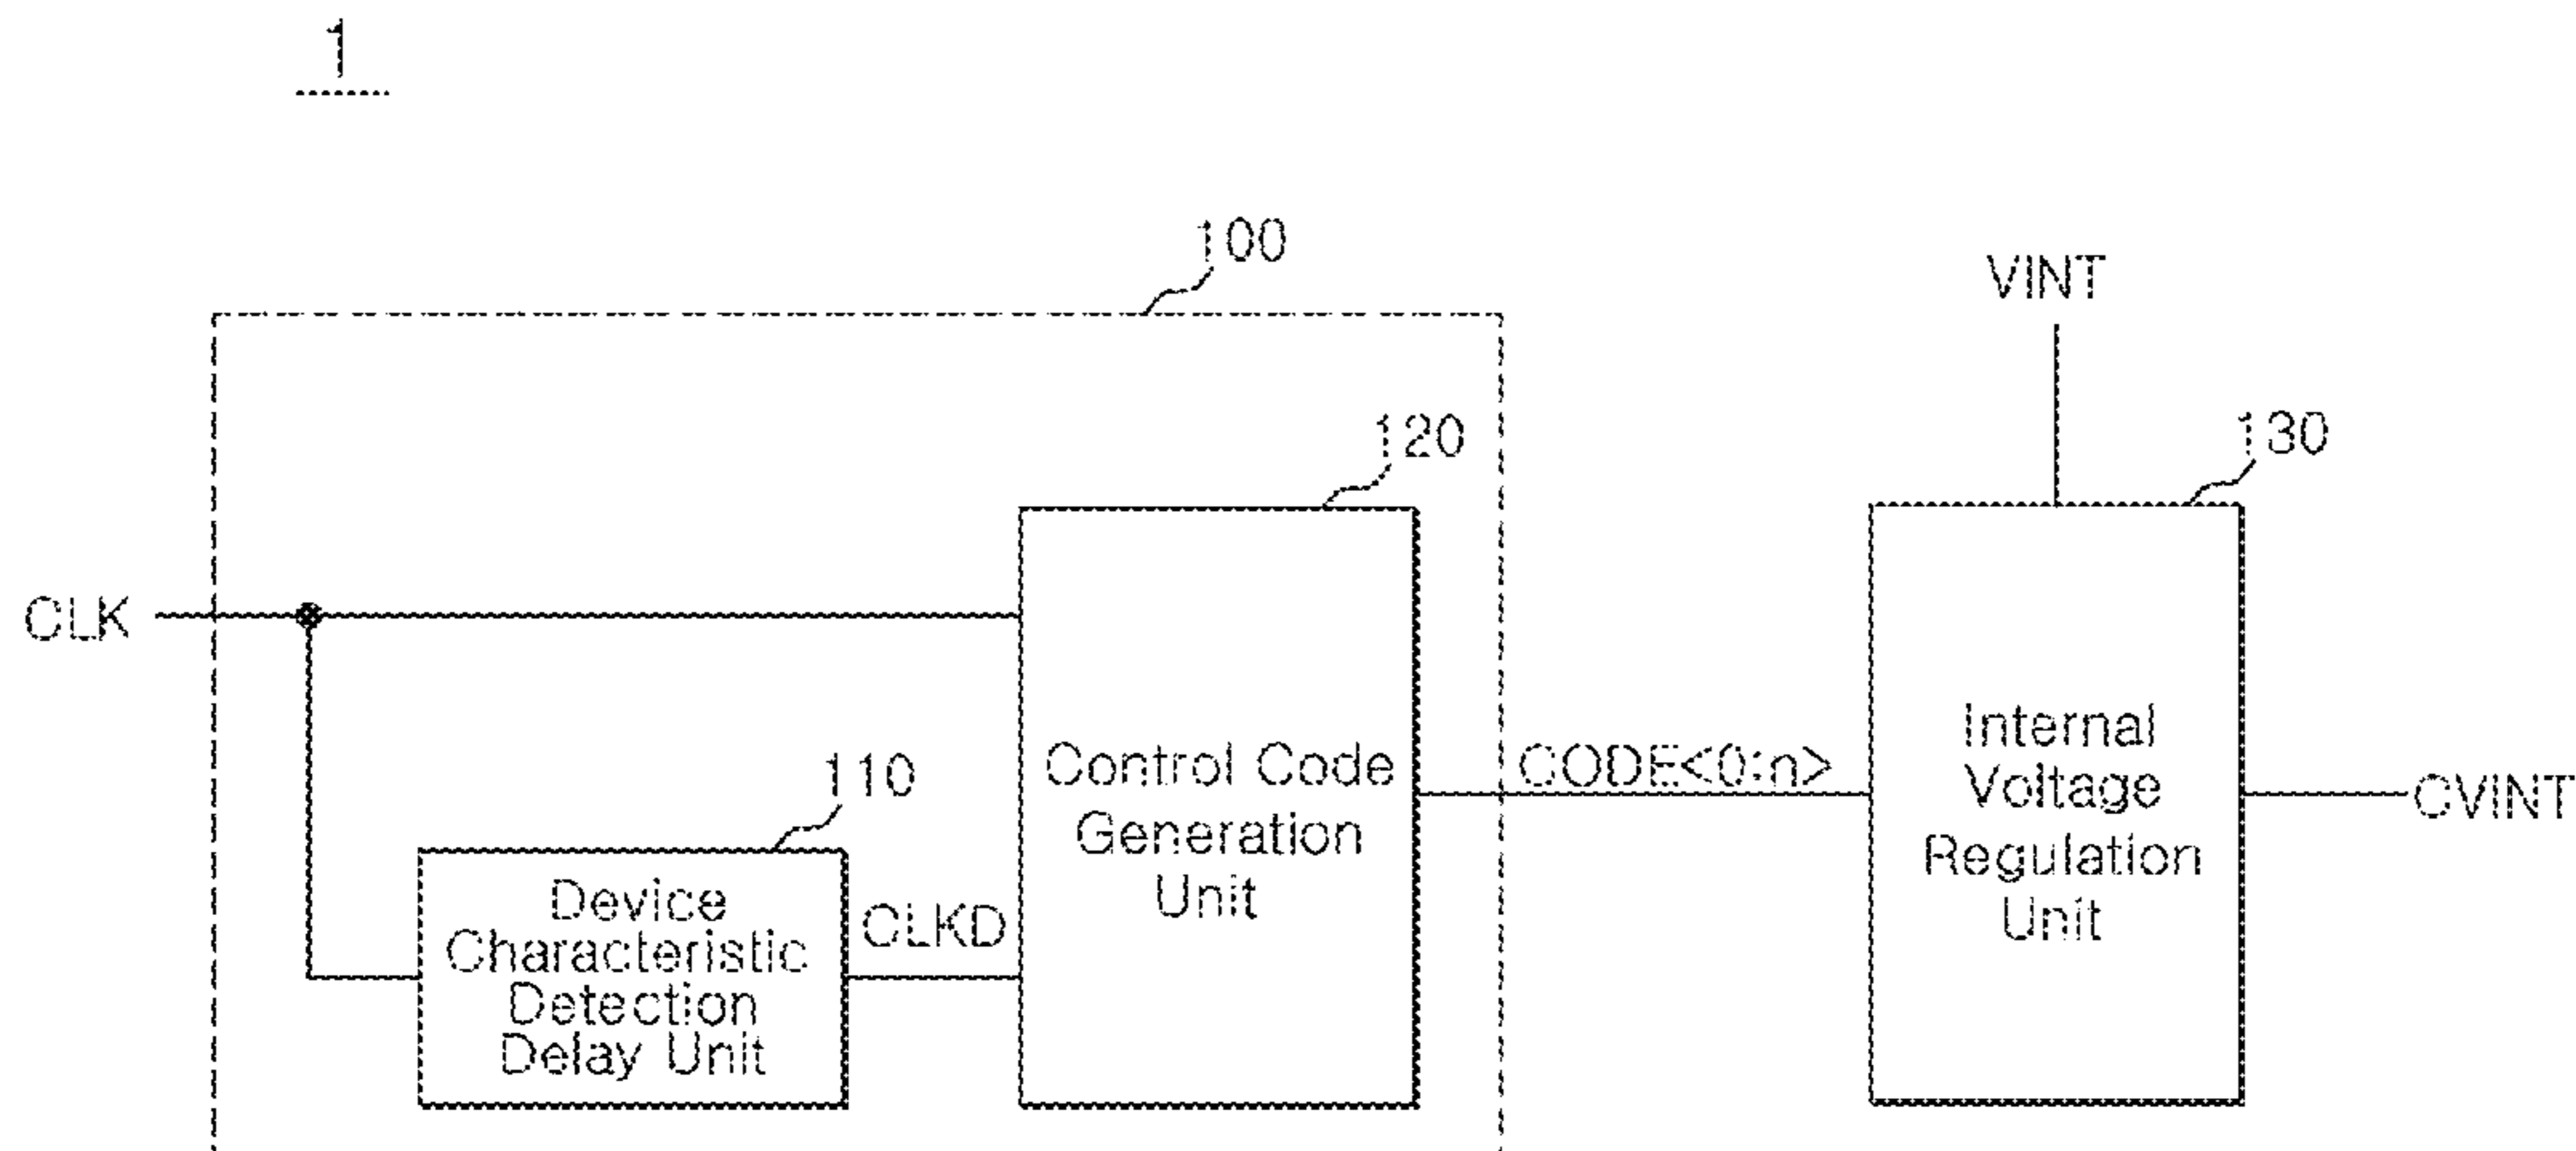 1
100
VINT
120
130
CLK
110
Control Code
Generation
Unit
CODE<0:n>
Internal
Voltage
Regulation
Unit
CVINT
Device
Characteristic
Detection
Delay Unit
CLKD